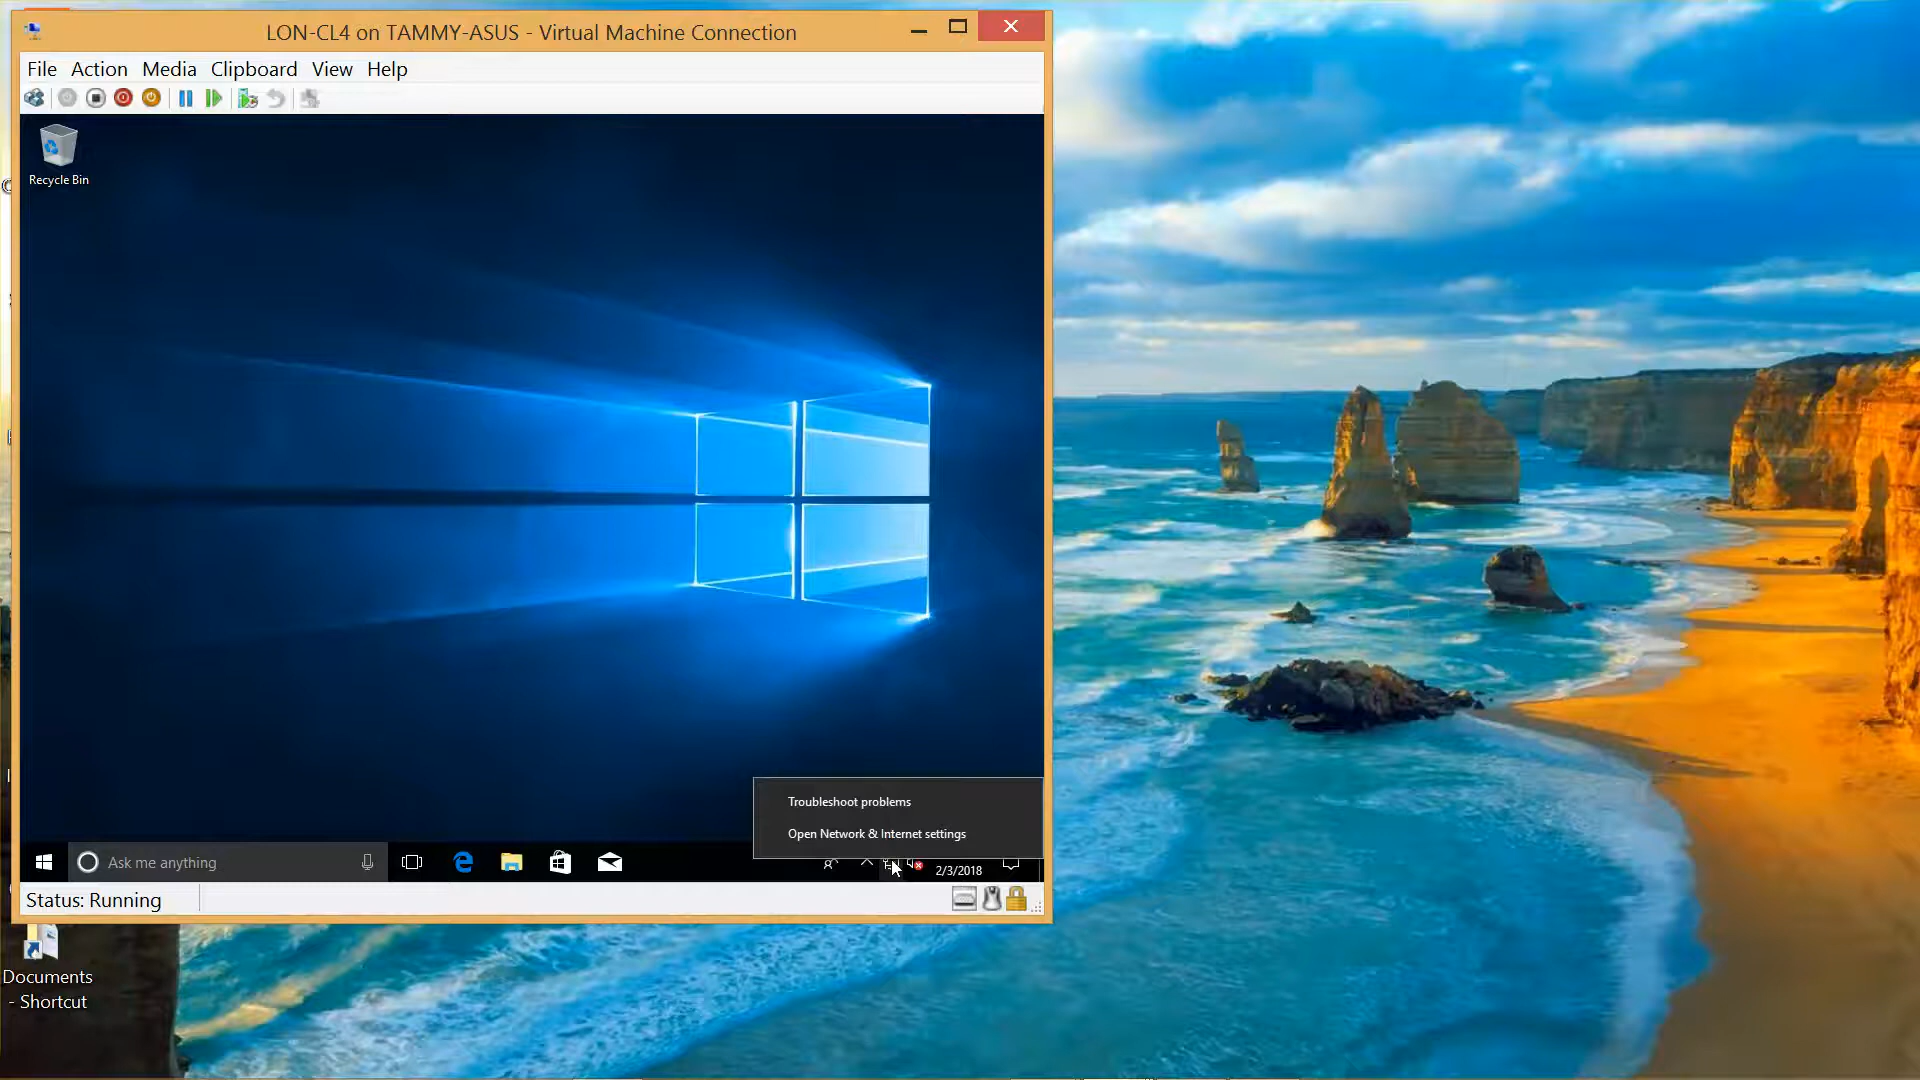 LON-CL4 on TAMMY-ASUS - Virtual Machine Connection
File Action Media Clipboard View Help
Recycle Bin
Troubleshoot problems
Open Network & Internet settings
Ask me anything
2/3/2018
Status: Running
Documents
- Shortcut